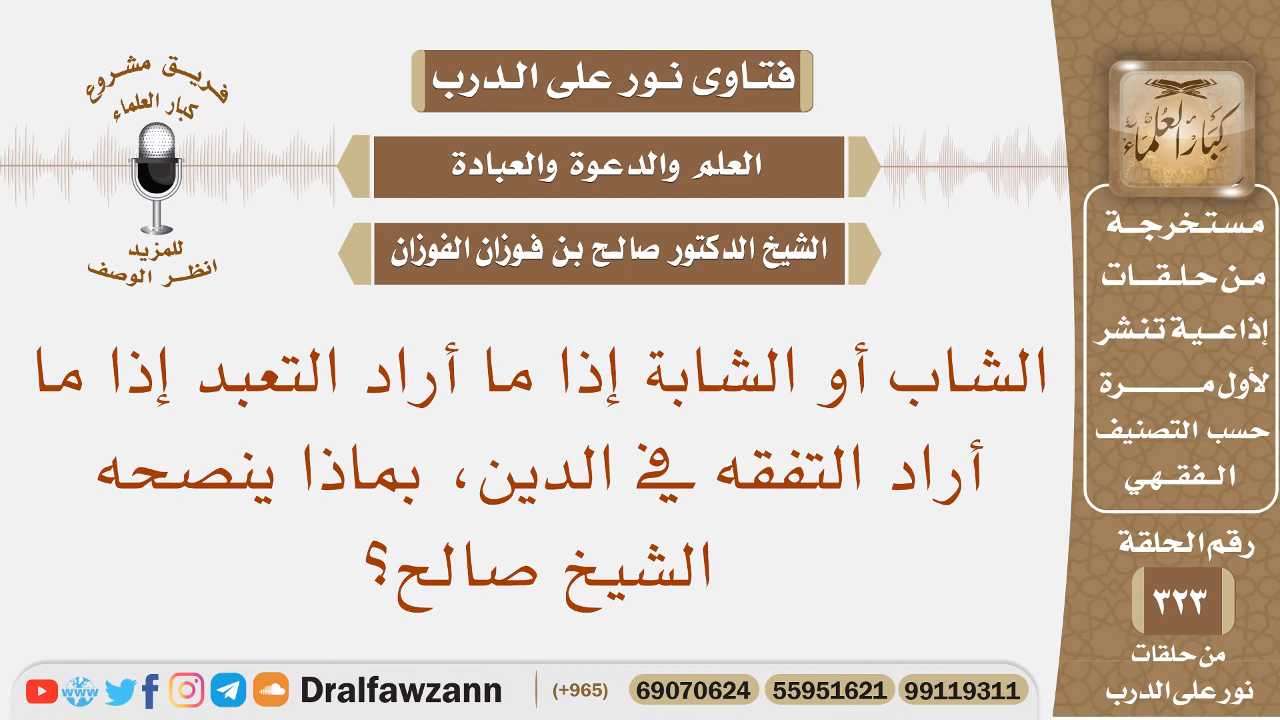 فتاوى نور على الدرب
العلم والدعوة والعبادة
الشيخ الدكتور صالح بن فوزان الفوزان
فريق مشروع
كبار العلماء
للمزيد
انظر الوصف
الشاب أو الشابة إذا ما أراد التعبد إذا ما
أراد التفقه في الدين، بماذا ينصحه
الشيخ صالح؟
كبار العلماء
مستخرجة
من حلقات
إذاعية تنشر
لأول مرة
حسب التصنيف
الفقهي
رقم الحلقة
٣٢٣
من حلقات
نور على الدرب
www Dralfawzann (+965) 69070624 55951621 99119311